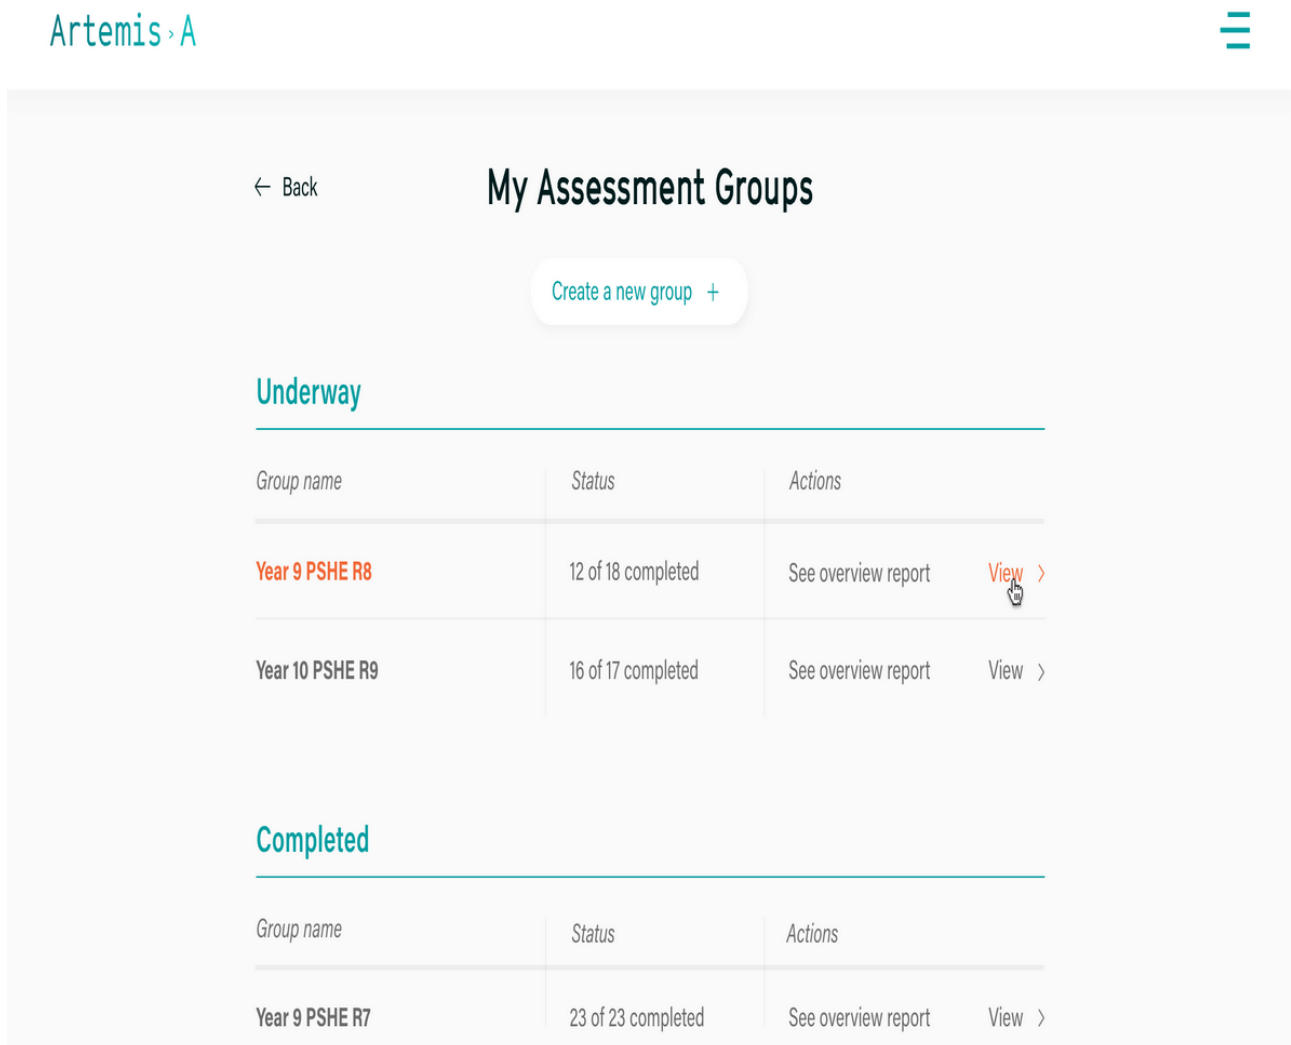 Artemis › A
← Back
My Assessment Groups
Create a new group +
Underway
Group name Status Actions
Year 9 PSHE R8 12 of 18 completed See overview report View >
Year 10 PSHE R9 16 of 17 completed See overview report View >
Completed
Group name Status Actions
Year 9 PSHE R7 23 of 23 completed See overview report View >